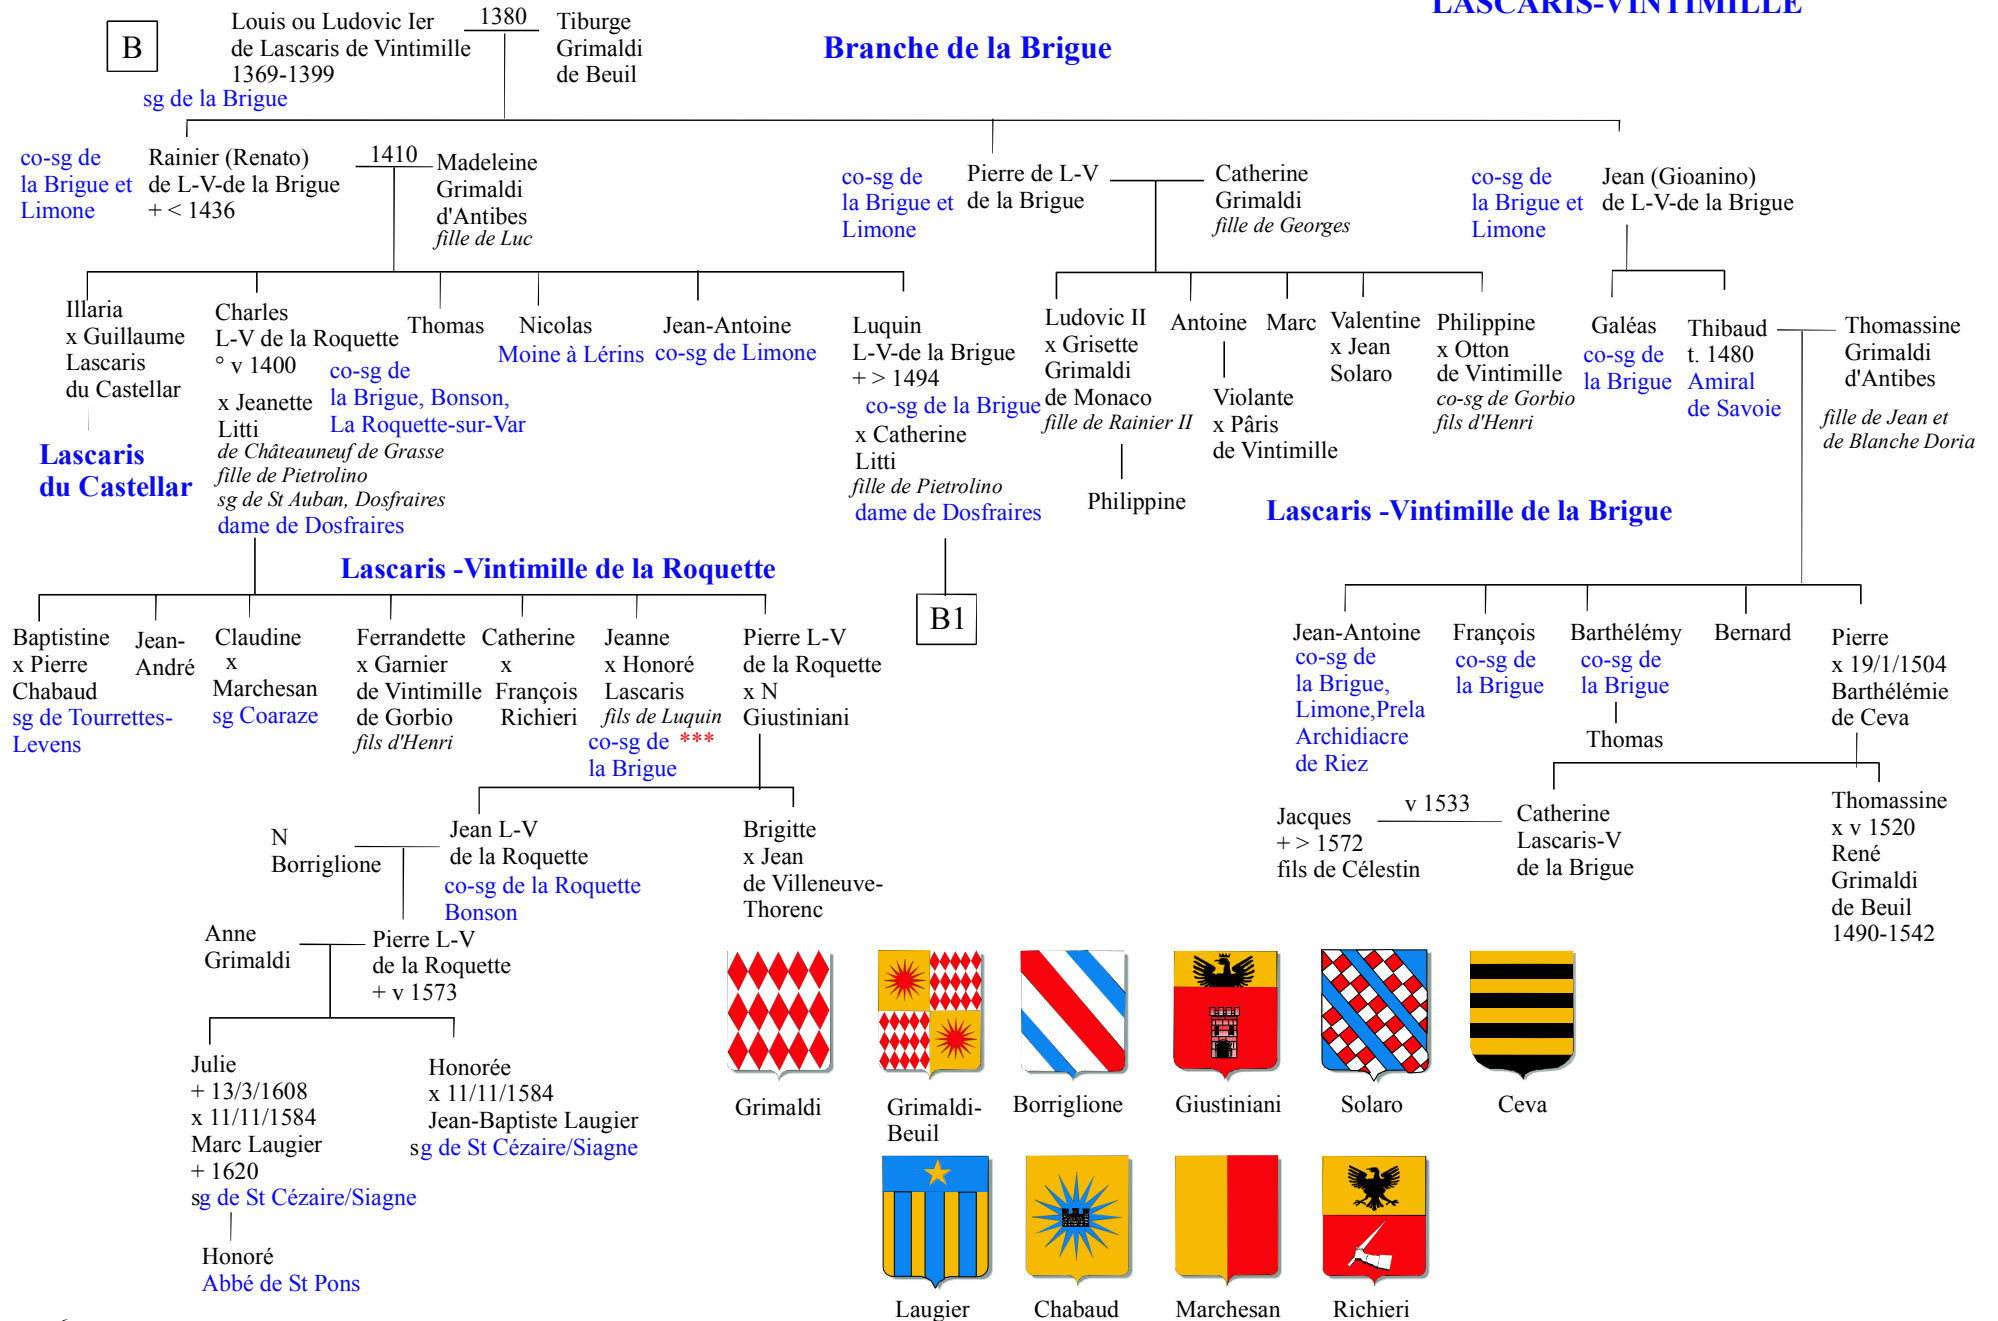 LASCARIS-VINTIMILLE
Branche de la Brigue
B
Louis ou Ludovic Ier
de Lascaris de Vintimille
1369-1399
sg de la Brigue
1380
Tiburge
Grimaldi
de Beuil
co-sg de
la Brigue et
Limone
Rainier (Renato)
de L-V-de la Brigue
+ < 1436
1410
Madeleine
Grimaldi
d'Antibes
fille de Luc
co-sg de
la Brigue et
Limone
Pierre de L-V
de la Brigue
Catherine
Grimaldi
fille de Georges
co-sg de
la Brigue et
Limone
Jean (Gioanino)
de L-V-de la Brigue
Illaria
x Guillaume
Lascaris
du Castellar
Lascaris
du Castellar
Charles
L-V de la Roquette
° v 1400
x Jeanette
Litti
de Châteauneuf de Grasse
fille de Pietrolino
sg de St Auban, Dosfraires
dame de Dosfraires
co-sg de
la Brigue, Bonson,
La Roquette-sur-Var
Thomas
Nicolas
Moine à Lérins
Jean-Antoine
co-sg de Limone
Luquin
L-V-de la Brigue
+ > 1494
co-sg de la Brigue
x Catherine
Litti
fille de Pietrolino
dame de Dosfraires
Ludovic II
x Grisette
Grimaldi
de Monaco
fille de Rainier II
Philippine
Antoine
Violante
x Pâris
de Vintimille
Marc
Valentine
x Jean
Solaro
Philippine
x Otton
de Vintimille
co-sg de Gorbio
fils d'Henri
Galéas
co-sg de
la Brigue
Thibaud
t. 1480
Amiral
de Savoie
Thomassine
Grimaldi
d'Antibes
fille de Jean et
de Blanche Doria
Lascaris -Vintimille de la Brigue
Lascaris -Vintimille de la Roquette
B1
Baptistine
x Pierre
Chabaud
sg de Tourrettes-
Levens
Jean-
André
Claudine
x
Marchesan
sg Coaraze
Ferrandette
x Garnier
de Vintimille
de Gorbio
fils d'Henri
Catherine
x
François
Richieri
Jeanne
x Honoré
Lascaris
fils de Luquin
co-sg de ***
la Brigue
Pierre L-V
de la Roquette
x N
Giustiniani
Jean-Antoine
co-sg de
la Brigue,
Limone,Prela
Archidiacre
de Riez
François
co-sg de
la Brigue
Barthélémy
co-sg de
la Brigue
Thomas
Bernard
Pierre
x 19/1/1504
Barthélémie
de Ceva
N
Borriglione
Jean L-V
de la Roquette
co-sg de la Roquette
Bonson
Brigitte
x Jean
de Villeneuve-
Thorenc
Jacques
+ > 1572
fils de Célestin
v 1533
Catherine
Lascaris-V
de la Brigue
Thomassine
x v 1520
René
Grimaldi
de Beuil
1490-1542
Anne
Grimaldi
Pierre L-V
de la Roquette
+ v 1573
Julie
+ 13/3/1608
x 11/11/1584
Marc Laugier
+ 1620
sg de St Cézaire/Siagne
Honoré
Abbé de St Pons
Honorée
x 11/11/1584
Jean-Baptiste Laugier
sg de St Cézaire/Siagne
Grimaldi
Grimaldi-
Beuil
Borriglione
Giustiniani
Solaro
Ceva
Laugier
Chabaud
Marchesan
Richieri